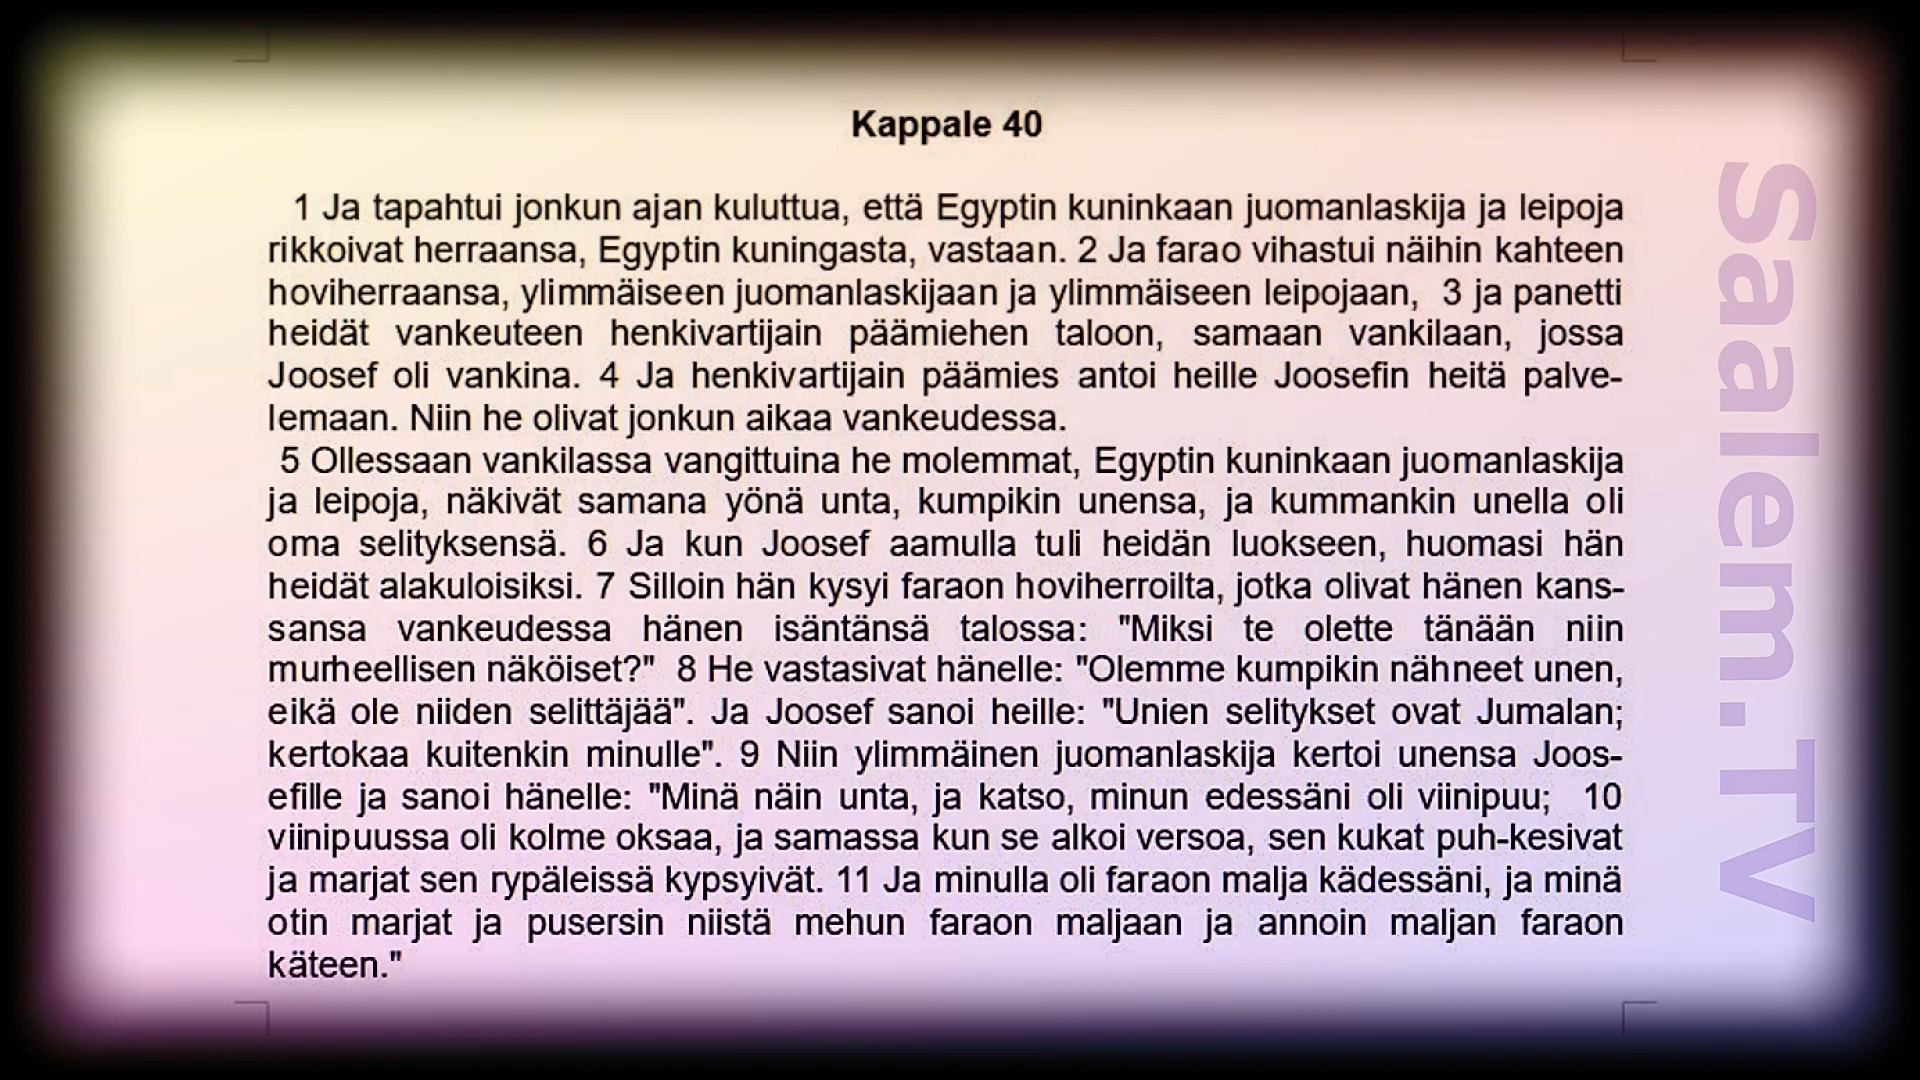 Kappale 40
1 Ja tapahtui jonkun ajan kuluttua, että Egyptin kuninkaan juomanlaskija ja leipoja
rikkoivat herraansa, Egyptin kuningasta, vastaan. 2 Ja farao vihastui näihin kahteen
hoviherraansa, ylimmäiseen juomanlaskijaan ja ylimmäiseen leipojaan, 3 ja panetti
heidät vankeuteen henkivartijain päämiehen taloon, samaan vankilaan, jossa
Joosef oli vankina. 4 Ja henkivartijain päämies antoi heille Joosefin heitä palve-
lemaan. Niin he olivat jonkun aikaa vankeudessa.
5 Ollessaan vankilassa vangittuina he molemmat, Egyptin kuninkaan juomanlaskija
ja leipoja, näkivät samana yönä unta, kumpikin unensa, ja kummankin unella oli
oma selityksensä. 6 Ja kun Joosef aamulla tuli heidän luokseen, huomasi hän
heidät alakuloisiksi. 7 Silloin hän kysyi faraon hoviherroilta, jotka olivat hänen kans-
sansa vankeudessa hänen isäntänsä talossa: "Miksi te olette tänään niin
murheellisen näköiset?" 8 He vastasivat hänelle: "Olemme kumpikin nähneet unen,
eikä ole niiden selittäjää". Ja Joosef sanoi heille: "Unien selitykset ovat Jumalan;
kertokaa kuitenkin minulle". 9 Niin ylimmäinen juomanlaskija kertoi unensa Joos-
efille ja sanoi hänelle: "Minä näin unta, ja katso, minun edessäni oli viinipuu; 10
viinipuussa oli kolme oksaa, ja samassa kun se alkoi versoa, sen kukat puh-kesivat
ja marjat sen rypäleissä kypsyivät. 11 Ja minulla oli faraon malja kädessäni, ja minä
otin marjat ja pusersin niistä mehun faraon maljaan ja annoin maljan faraon
käteen."
Saalem.TV